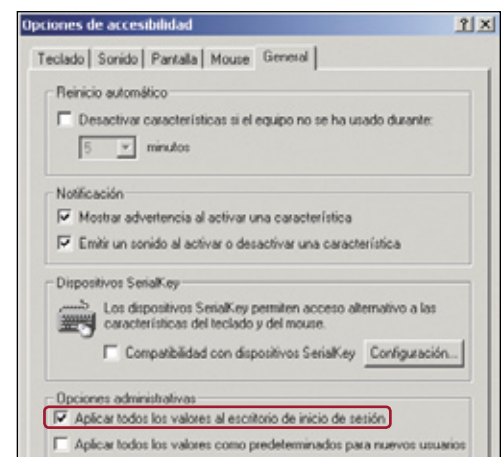 Opciones de accesibilidad
Teclado Sonido Pantalla Mouse General
Reinicio automático
Desactivar características si el equipo no se ha usado durante:
5 minutos
Notificación
Mostrar advertencia al activar una característica
Emitir un sonido al activar o desactivar una característica
Dispositivos SerialKey
Los dispositivos SerialKey permiten acceso alternativo a las
características del teclado y del mouse.
Compatibilidad con dispositivos SerialKey Configuración...
Opciones administrativas
Aplicar todos los valores al escritorio de inicio de sesión
Aplicar todos los valores como predeterminados para nuevos usuarios